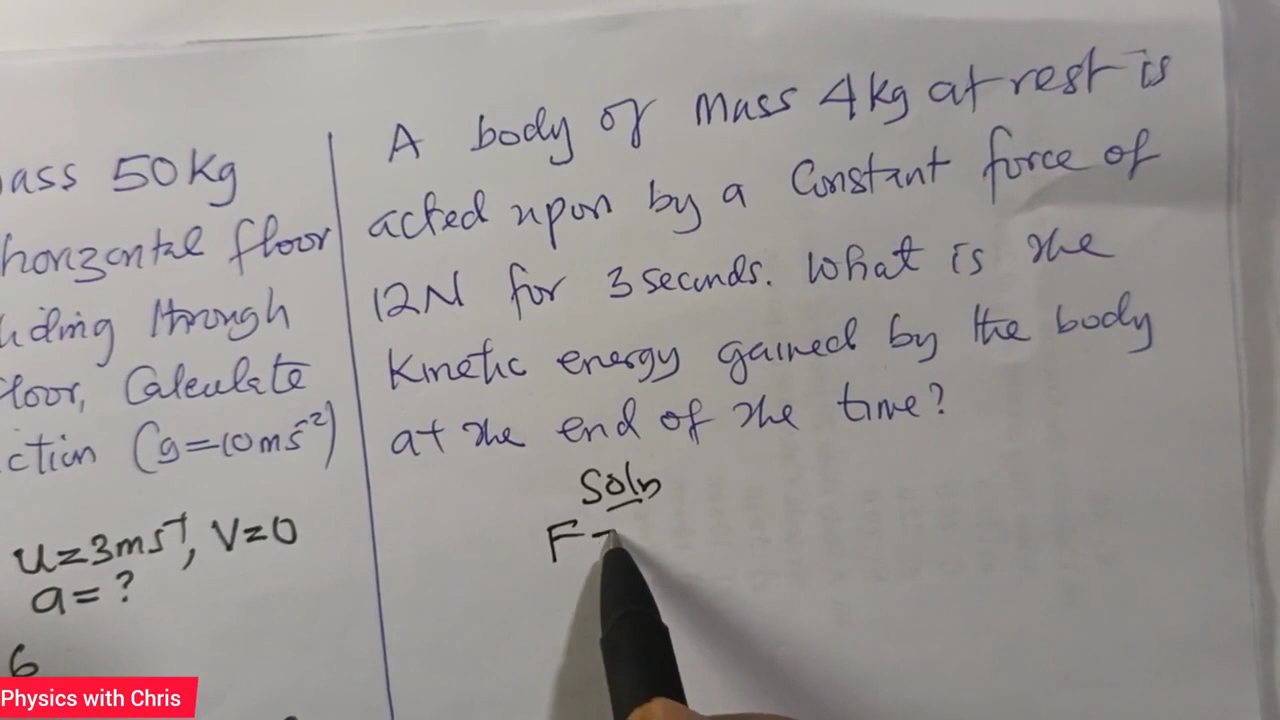 ass 50kg
horizontal floor
liding through
floor, Calculate
ction (g=10ms⁻²)
u=3ms⁻¹, V=0
a=?
6
A body of mass 4kg at rest is
acted upon by a Constant force of
12N for 3 seconds. What is the
Kinetic energy gained by the body
at the end of the time?
Soln
F=
Physics with Chris